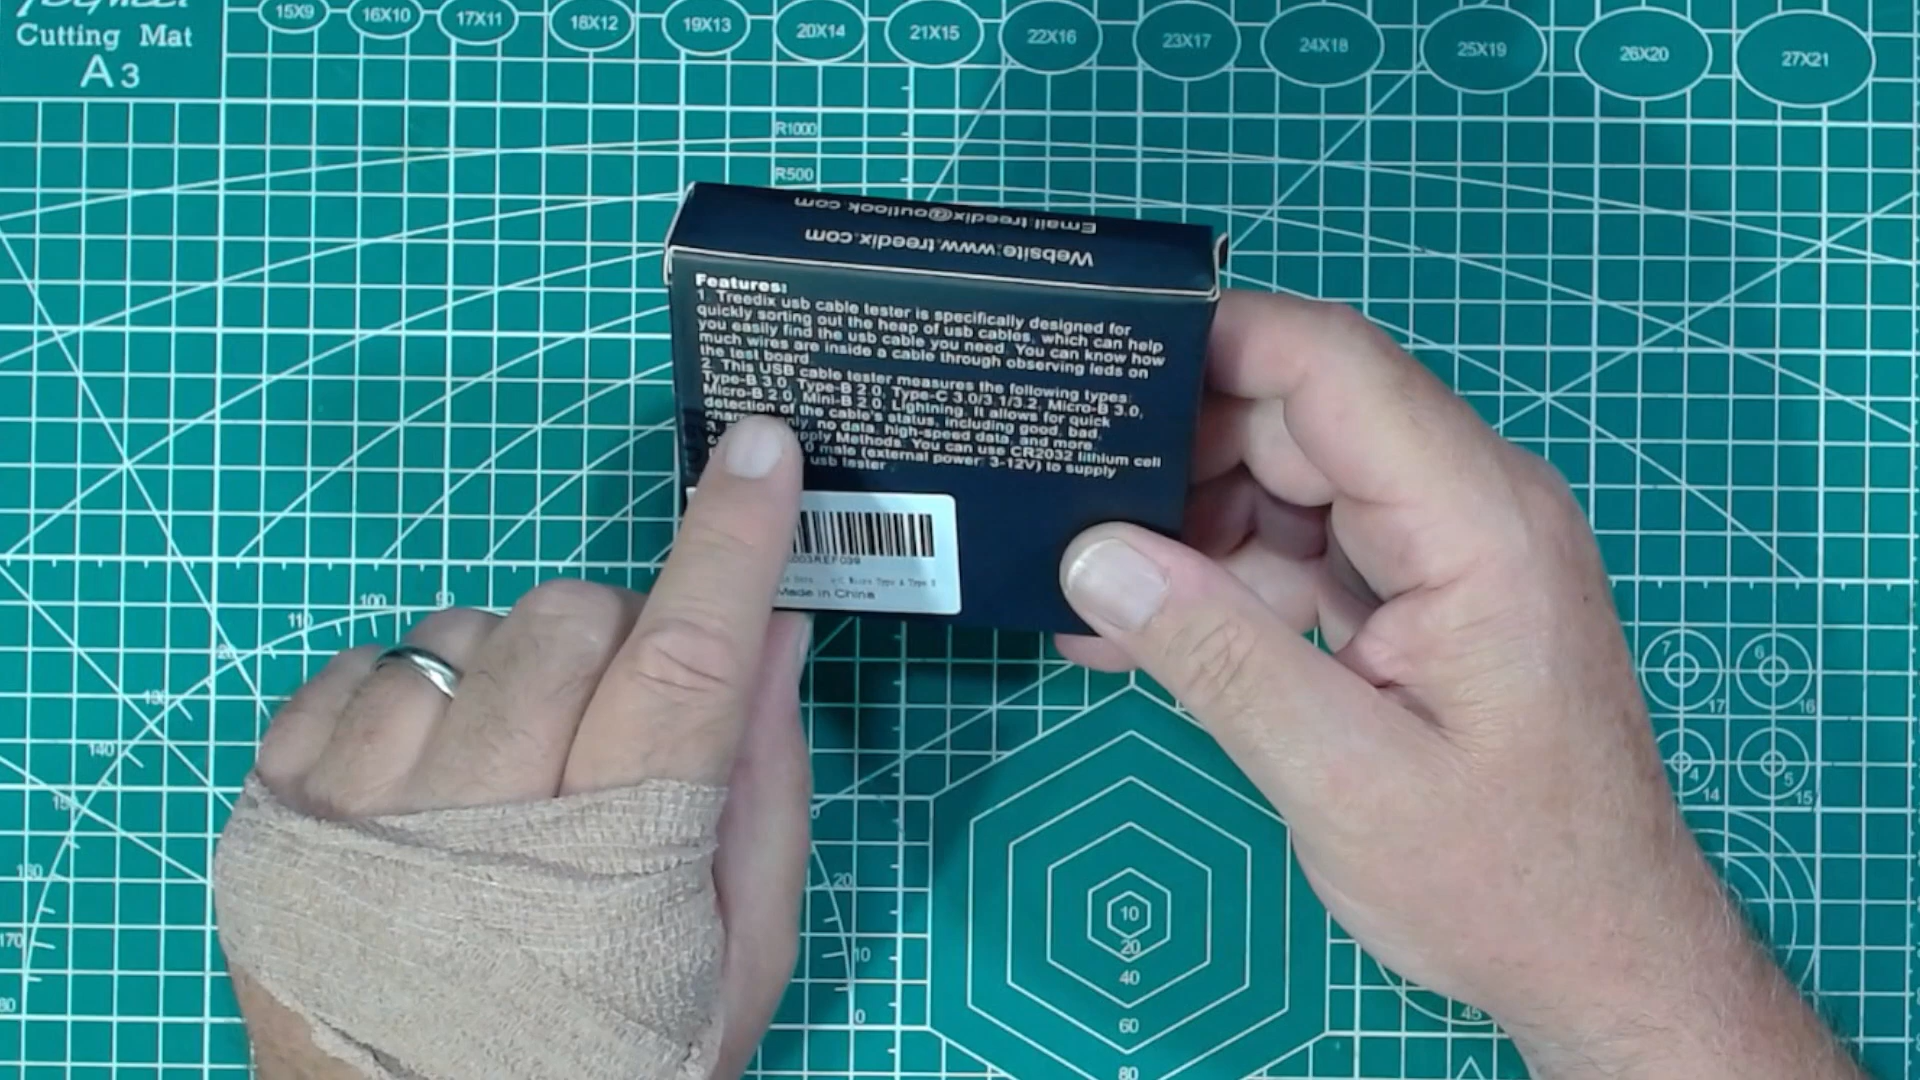 Cutting Mat
A3
15X9
16X10
17X11
18X12
19X13
20X14
21X15
22X16
23X17
24X18
25X19
26X20
27X21
R1000
R500
Email:treedix@outlook.com
Website:www.treedix.com
Features:
1. Treedix usb cable tester is specifically designed for
quickly sorting out the heap of usb cables, which can help
you easily find the usb cable you need. You can know how
much wires are inside a cable through observing leds on
the test board.
2. This USB cable tester measures the following types:
Type-B 3.0, Type-B 2.0, Type-C 3.0/3.1/3.2, Micro-B 3.0,
Micro-B 2.0, Mini-B 2.0, Lightning, It allows for quick
detection of the cable's status, including good, bad,
only, no data, high-speed data, and more.
3. Methods. You can use CR2032 lithium cell
0 male (external power: 3-12V) to supply
usb tester
Micro Type A Type B
Made in China
90
100
110
130
140
160
170
80
20
10
0
10
20
40
60
80
7
17
6
16
4
14
5
15
45